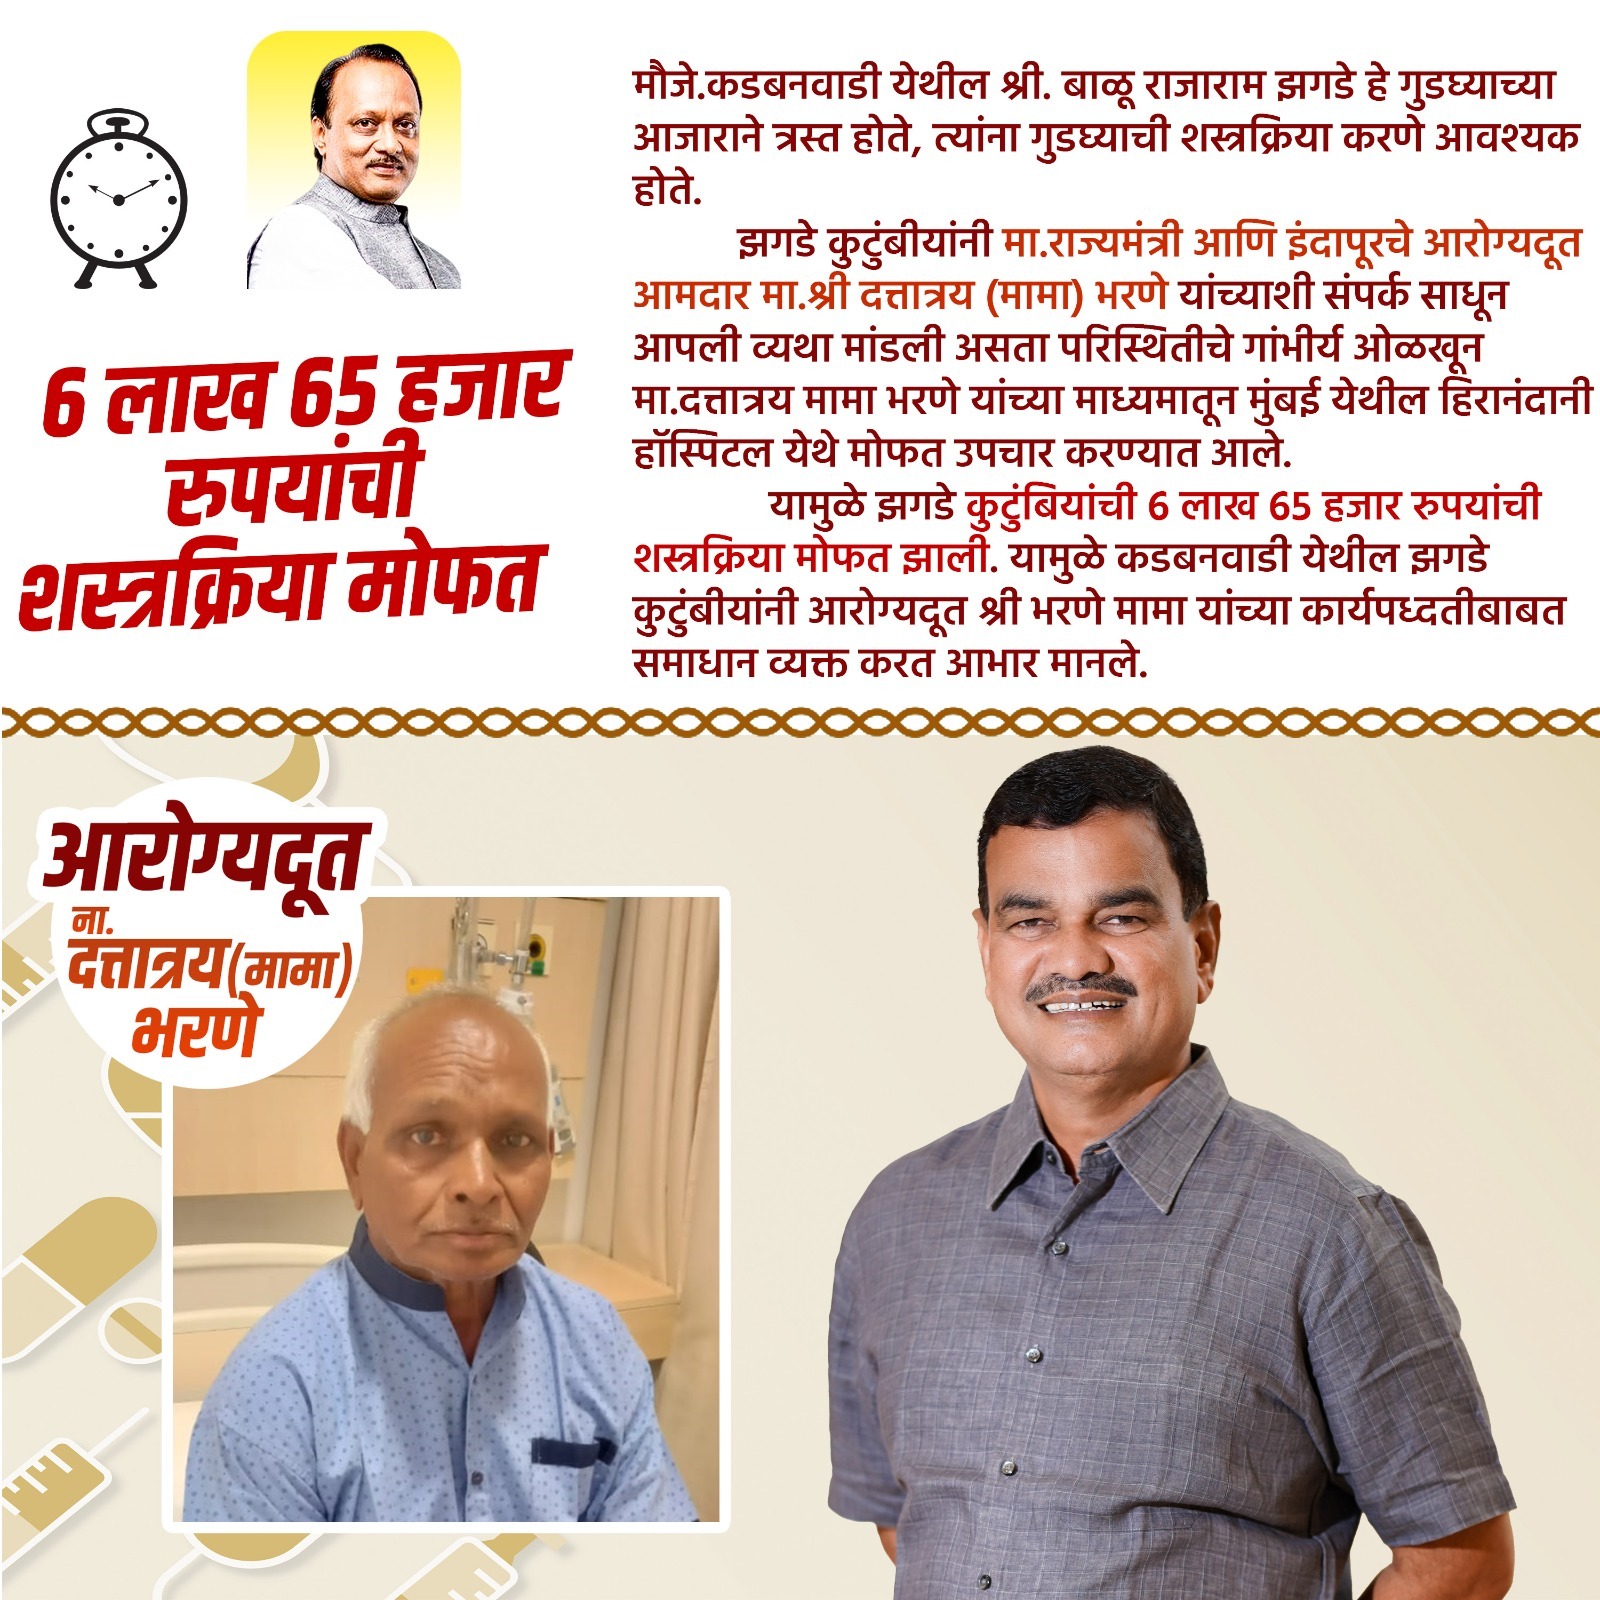 6 लाख 65 हजार
रुपयांची
शस्त्रक्रिया मोफत
मौजे.कडबनवाडी येथील श्री. बाळू राजाराम झगडे हे गुडघ्याच्या
आजाराने त्रस्त होते, त्यांना गुडघ्याची शस्त्रक्रिया करणे आवश्यक
होते.
झगडे कुटुंबीयांनी मा.राज्यमंत्री आणि इंदापूरचे आरोग्यदूत
आमदार मा.श्री दत्तात्रय (मामा) भरणे यांच्याशी संपर्क साधून
आपली व्यथा मांडली असता परिस्थितीचे गांभीर्य ओळखून
मा.दत्तात्रय मामा भरणे यांच्या माध्यमातून मुंबई येथील हिरानंदानी
हॉस्पिटल येथे मोफत उपचार करण्यात आले.
यामुळे झगडे कुटुंबियांची 6 लाख 65 हजार रुपयांची
शस्त्रक्रिया मोफत झाली. यामुळे कडबनवाडी येथील झगडे
कुटुंबीयांनी आरोग्यदूत श्री भरणे मामा यांच्या कार्यपध्दतीबाबत
समाधान व्यक्त करत आभार मानले.
आरोग्यदूत
ना.
दत्तात्रय(मामा)
भरणे